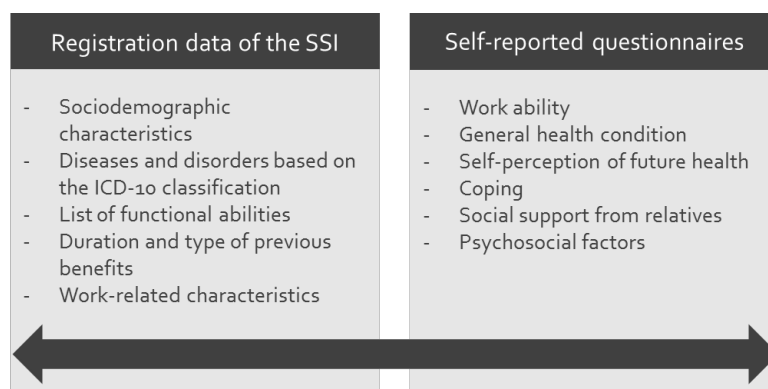 Registration data of the SSI
- Sociodemographic
characteristics
- Diseases and disorders based on
the ICD-10 classification
- List of functional abilities
- Duration and type of previous
benefits
- Work-related characteristics
Self-reported questionnaires
- Work ability
- General health condition
- Self-perception of future health
- Coping
- Social support from relatives
- Psychosocial factors